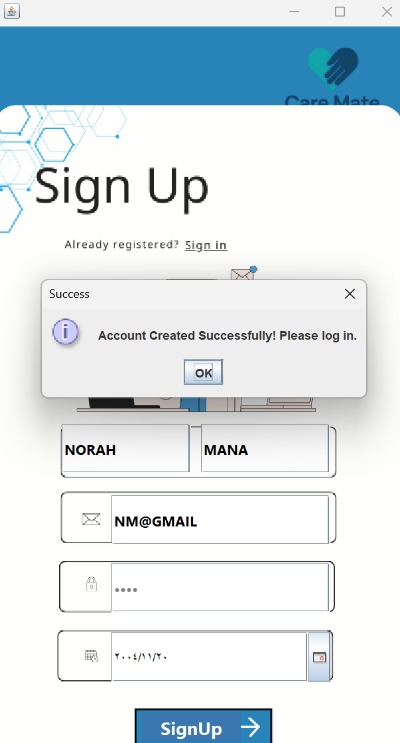 Care Mate
Sign Up
Already registered? Sign in
Success
Account Created Successfully! Please log in.
OK
NORAH MANA
NM@GMAIL
••••
٢٠٠٤/١١/٢٠
SignUp